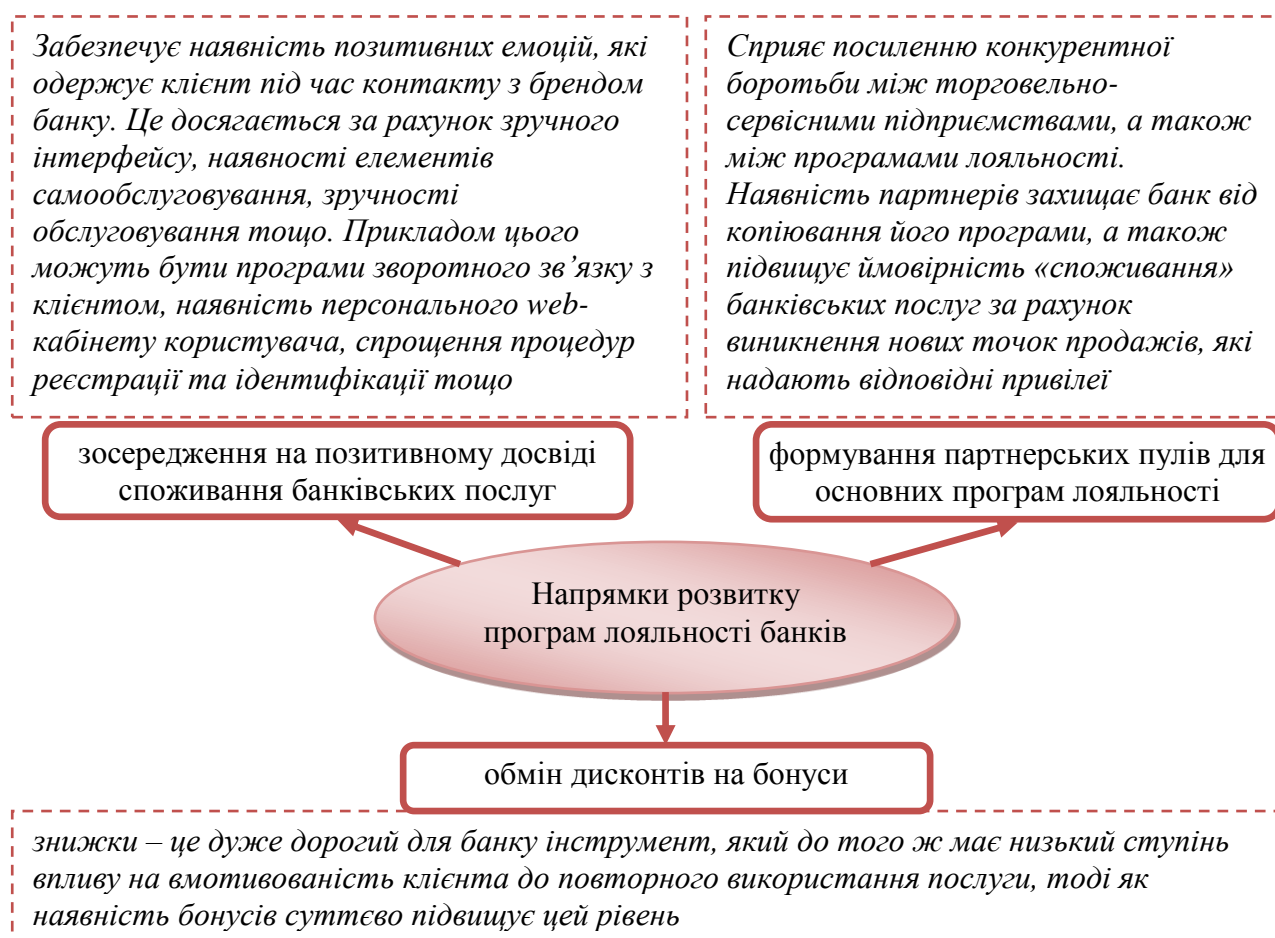 Забезпечує наявність позитивних емоцій, які
одержує клієнт під час контакту з брендом
банку. Це досягається за рахунок зручного
інтерфейсу, наявності елементів
самообслуговування, зручності
обслуговування тощо. Прикладом цього
можуть бути програми зворотного зв’язку з
клієнтом, наявність персонального web-
кабінету користувача, спрощення процедур
реєстрації та ідентифікації тощо
Сприяє посиленню конкурентної
боротьби між торговельно-
сервісними підприємствами, а також
між програмами лояльності.
Наявність партнерів захищає банк від
копіювання його програми, а також
підвищує ймовірність «споживання»
банківських послуг за рахунок
виникнення нових точок продажів, які
надають відповідні привілеї
зосередження на позитивному досвіді
споживання банківських послуг
формування партнерських пулів для
основних програм лояльності
Напрямки розвитку
програм лояльності банків
обмін дисконтів на бонуси
знижки – це дуже дорогий для банку інструмент, який до того ж має низький ступінь
впливу на вмотивованість клієнта до повторного використання послуги, тоді як
наявність бонусів суттєво підвищує цей рівень